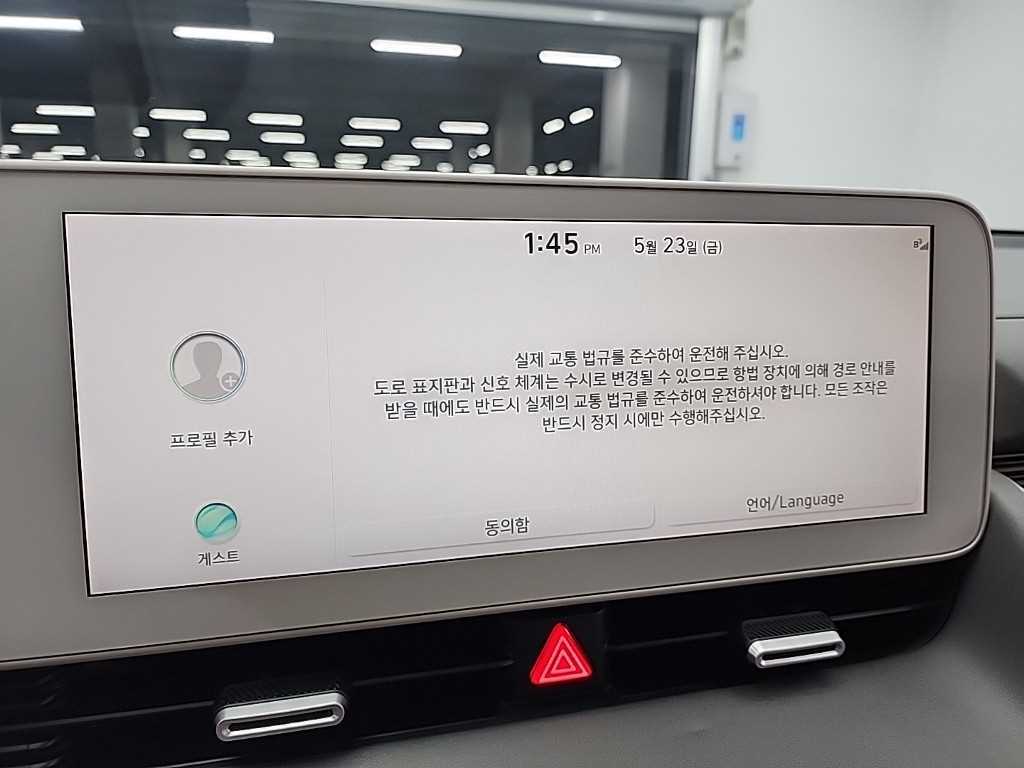 1:45 PM 5월 23일 (금)
실제 교통 법규를 준수하여 운전해 주십시오.
도로 표지판과 신호 체계는 수시로 변경될 수 있으므로 항법 장치에 의해 경로 안내를
받을 때에도 반드시 실제의 교통 법규를 준수하여 운전하셔야 합니다. 모든 조작은
반드시 정지 시에만 수행해주십시오.
프로필 추가
게스트
동의함
언어/Language